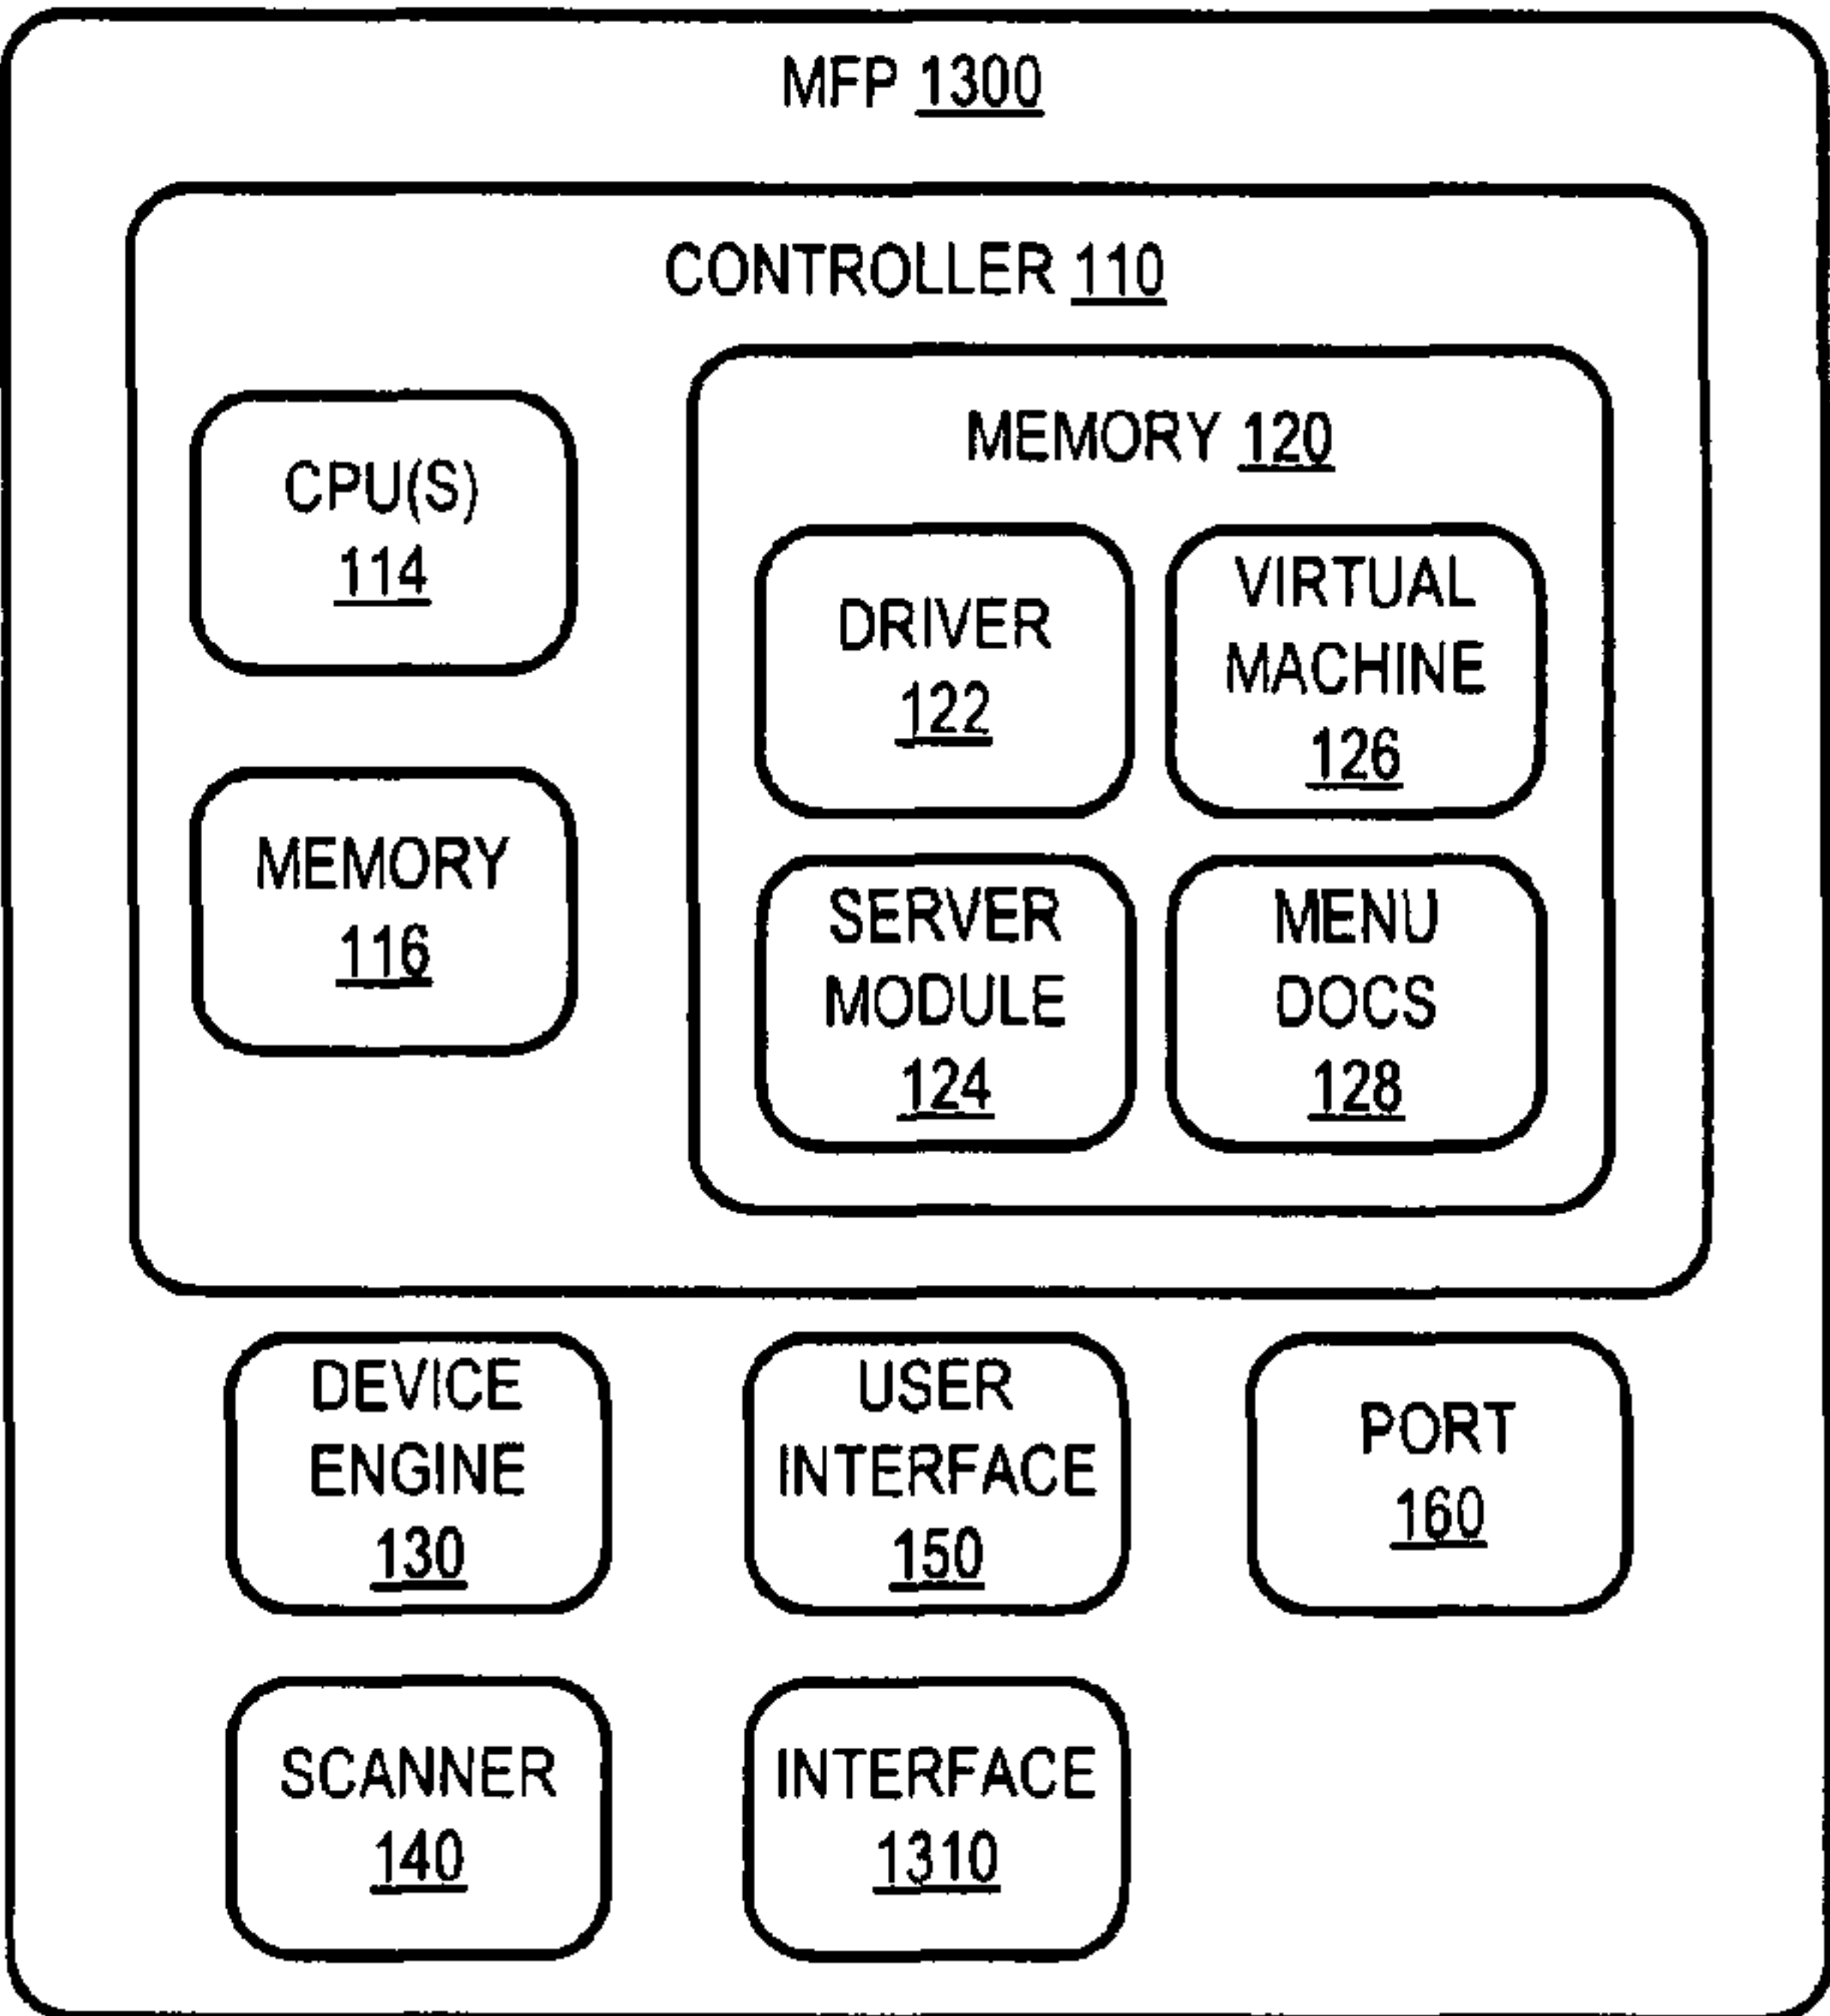 MFP 1300
CONTROLLER 110
CPU(S)
114
MEMORY
116
MEMORY 120
DRIVER
122
VIRTUAL
MACHINE
126
SERVER
MODULE
124
MENU
DOCS
128
DEVICE
ENGINE
130
USER
INTERFACE
150
PORT
160
SCANNER
140
INTERFACE
1310